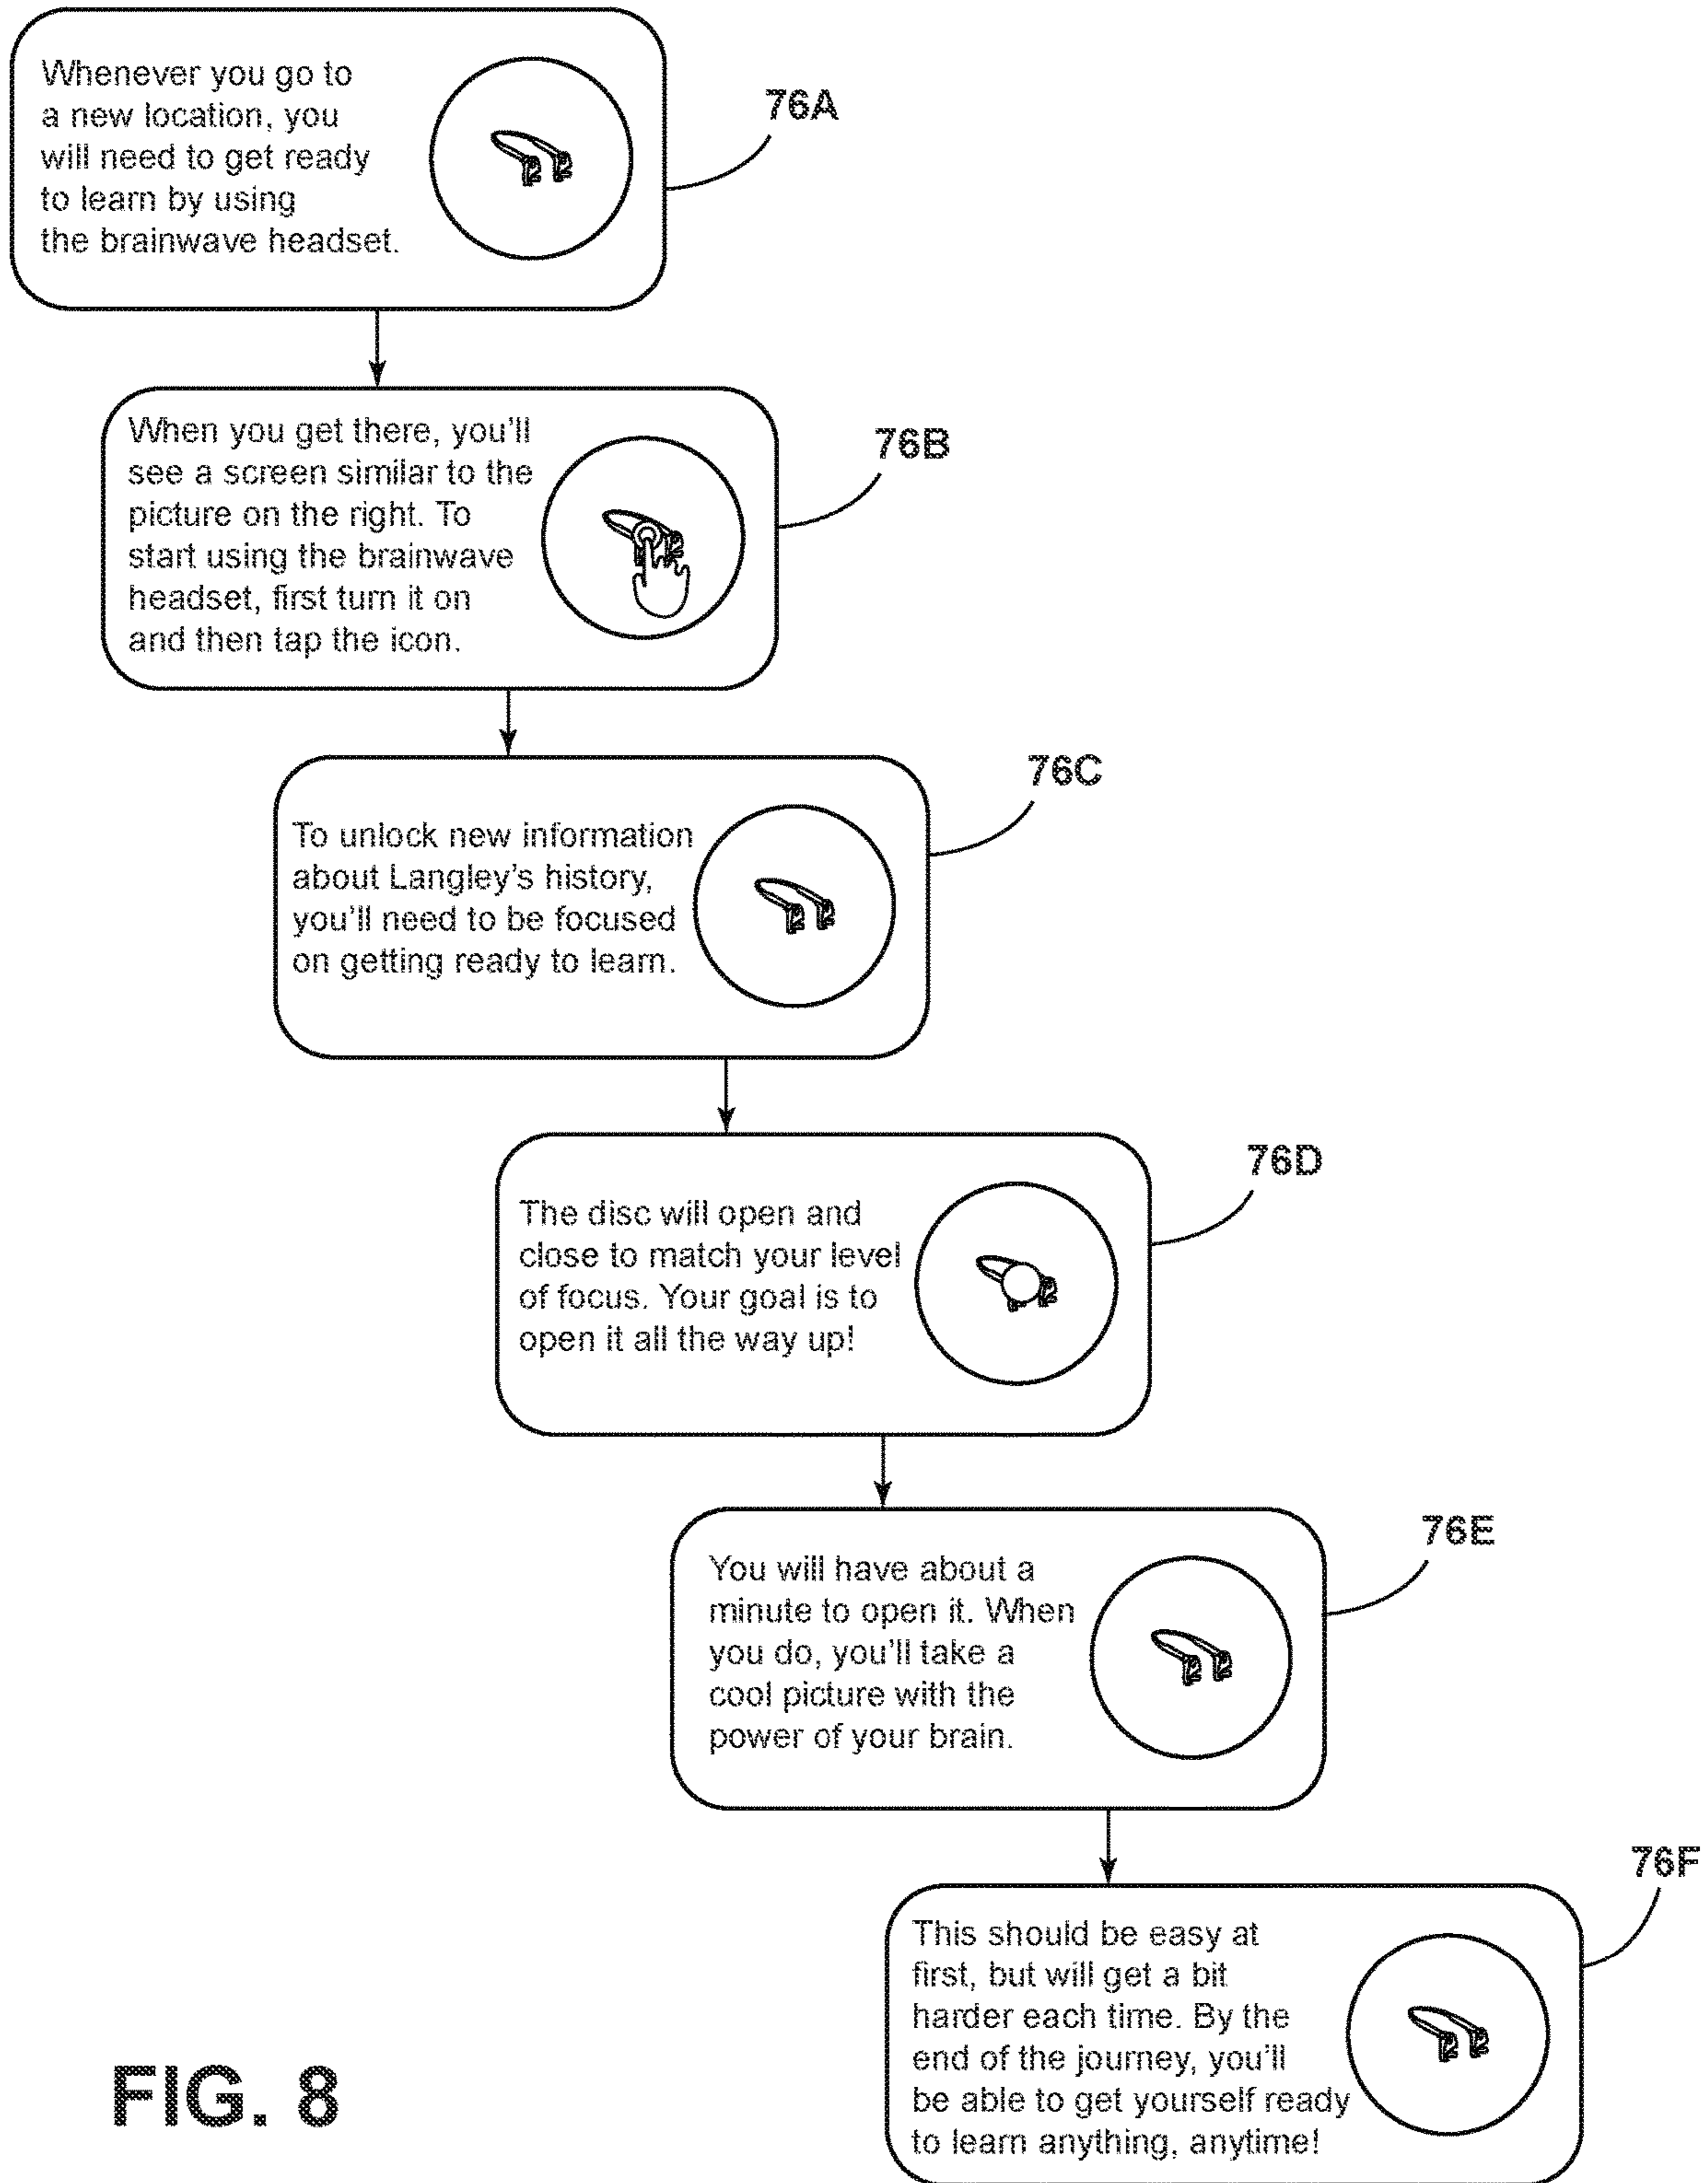 Whenever you go to
a new location, you
will need to get ready
to learn by using
the brainwave headset.
76A
When you get there, you'll
see a screen similar to the
picture on the right. To
start using the brainwave
headset, first turn it on
and then tap the icon.
76B
To unlock new information
about Langley's history,
you'll need to be focused
on getting ready to learn.
76C
The disc will open and
close to match your level
of focus. Your goal is to
open it all the way up!
76D
You will have about a
minute to open it. When
you do, you'll take a
cool picture with the
power of your brain.
76E
This should be easy at
first, but will get a bit
harder each time. By the
end of the journey, you'll
be able to get yourself ready
to learn anything, anytime!
76F
FIG. 8